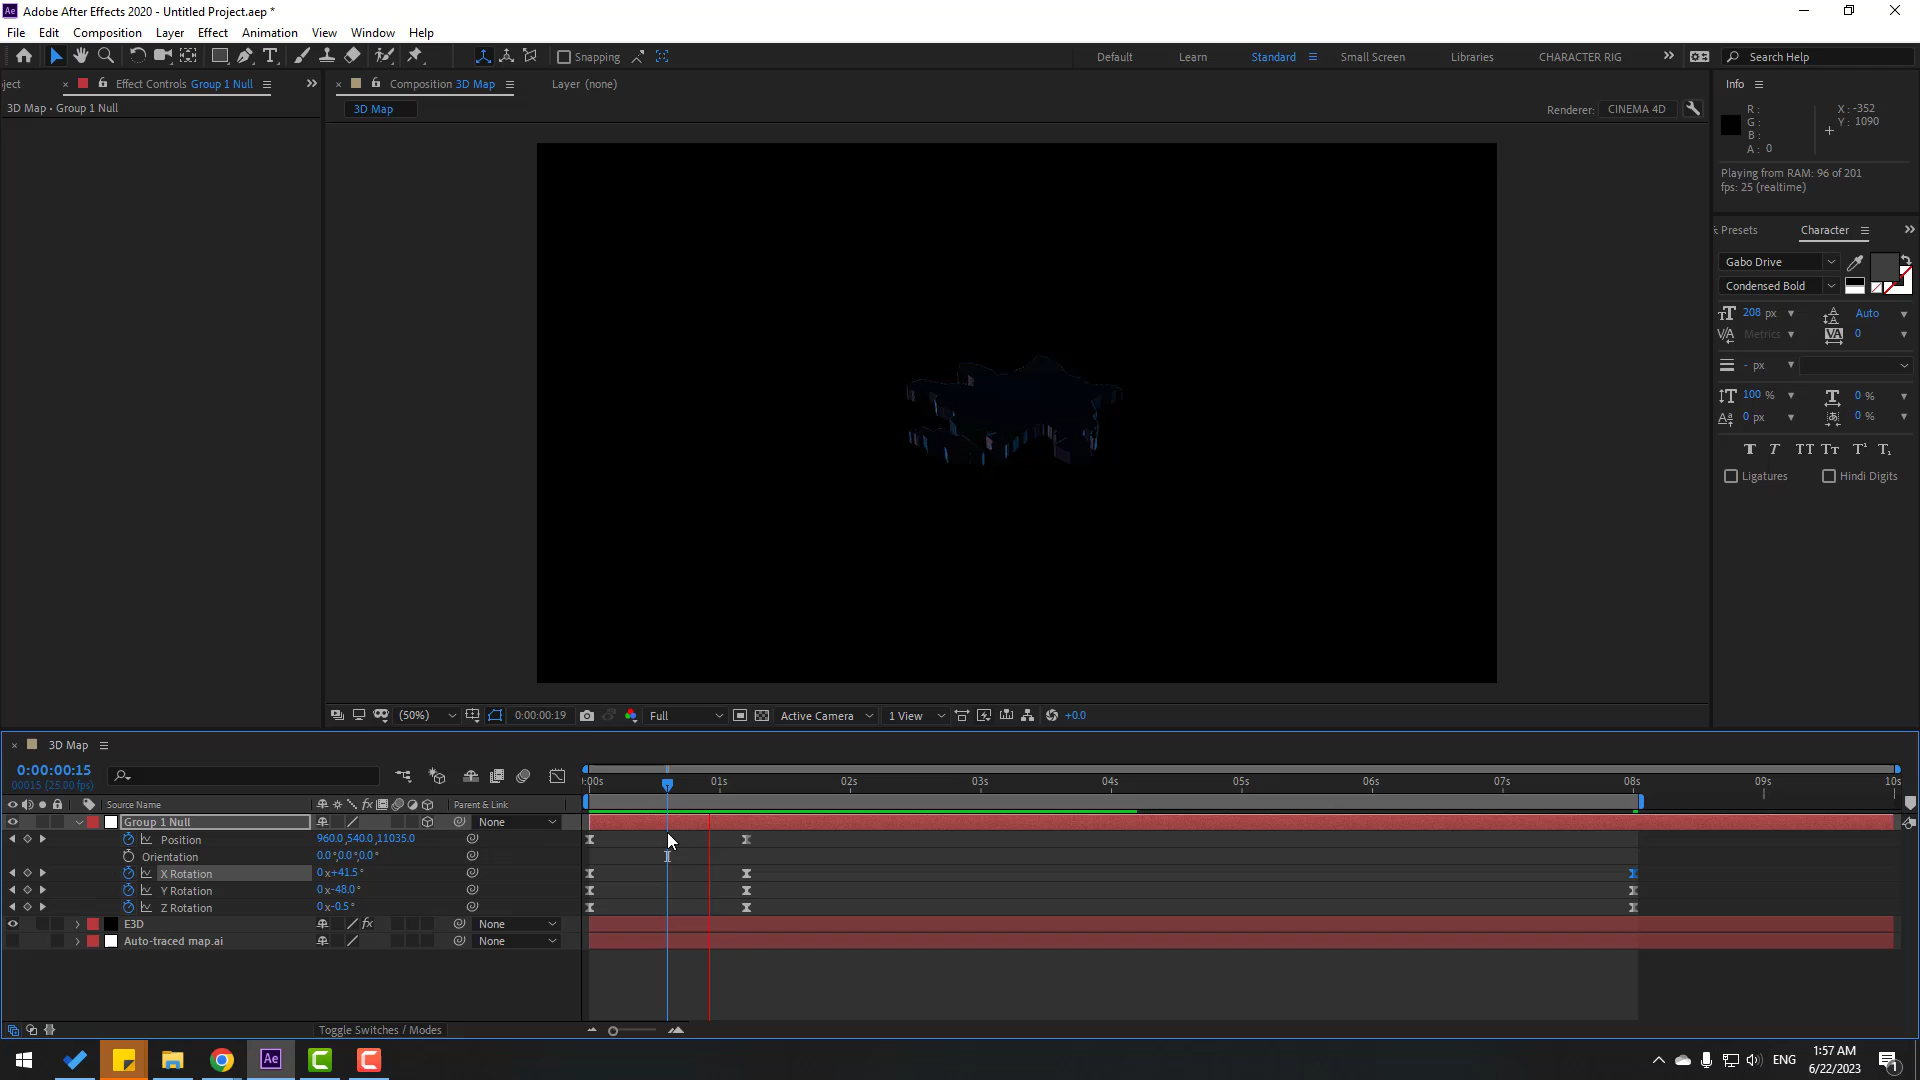 Ae Adobe After Effects 2020 - Untitled Project.aep *
File Edit Composition Layer Effect Animation View Window Help
Snapping
Default Learn Standard Small Screen Libraries CHARACTER RIG Search Help
ject Effect Controls Group 1 Null Composition 3D Map Layer (none)
3D Map • Group 1 Null
3D Map
Renderer: CINEMA 4D
Info
R :
G :
B :
A : 0
X : -352
Y : 1090
Playing from RAM: 96 of 201
fps: 25 (realtime)
Presets Character
Gabo Drive
Condensed Bold
208 px Auto
Metrics 0
- px
100 % 0 %
0 px 0 %
Ligatures Hindi Digits
(50%) 0:00:00:19 Full Active Camera 1 View +0.0
3D Map
0:00:00:15
00015 (25.00 fps)
:00s 01s 02s 03s 04s 05s 06s 07s 08s 09s 10s
Source Name Parent & Link
Group 1 Null None
Position 960.0,540.0,11035.0
Orientation 0.0°,0.0°,0.0°
X Rotation 0x+41.5°
Y Rotation 0x-48.0°
Z Rotation 0x-0.5°
E3D None
Auto-traced map.ai None
Toggle Switches / Modes
Ae C C ENG 1:57 AM
6/22/2023
1